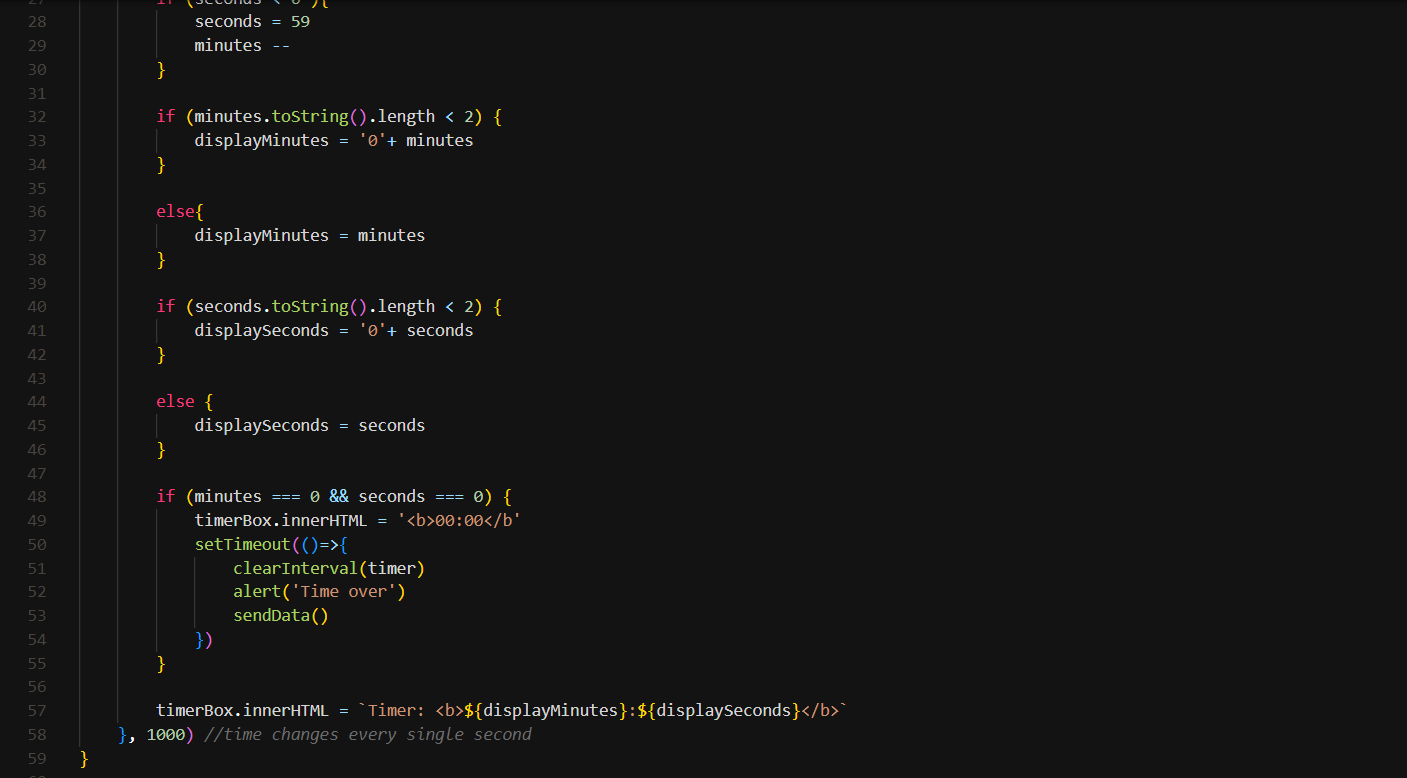 27 if (seconds < 0 ){
28 seconds = 59
29 minutes --
30 }
31
32 if (minutes.toString().length < 2) {
33 displayMinutes = '0'+ minutes
34 }
35
36 else{
37 displayMinutes = minutes
38 }
39
40 if (seconds.toString().length < 2) {
41 displaySeconds = '0'+ seconds
42 }
43
44 else {
45 displaySeconds = seconds
46 }
47
48 if (minutes === 0 && seconds === 0) {
49 timerBox.innerHTML = '<b>00:00</b'
50 setTimeout(()=>{
51 clearInterval(timer)
52 alert('Time over')
53 sendData()
54 })
55 }
56
57 timerBox.innerHTML = `Timer: <b>${displayMinutes}:${displaySeconds}</b>`
58 }, 1000) //time changes every single second
59 }